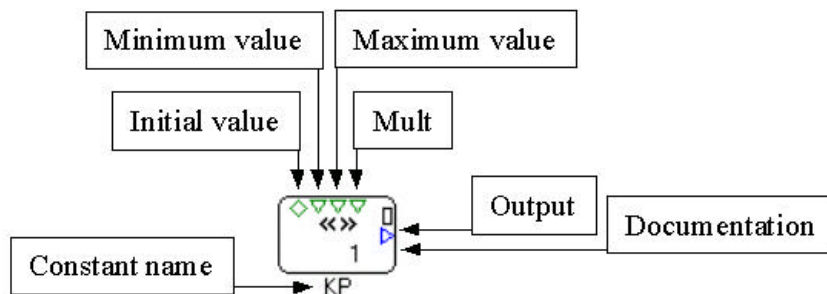 Minimum value
Maximum value
Initial value
Mult
Output
Documentation
«»
1
Constant name
KP